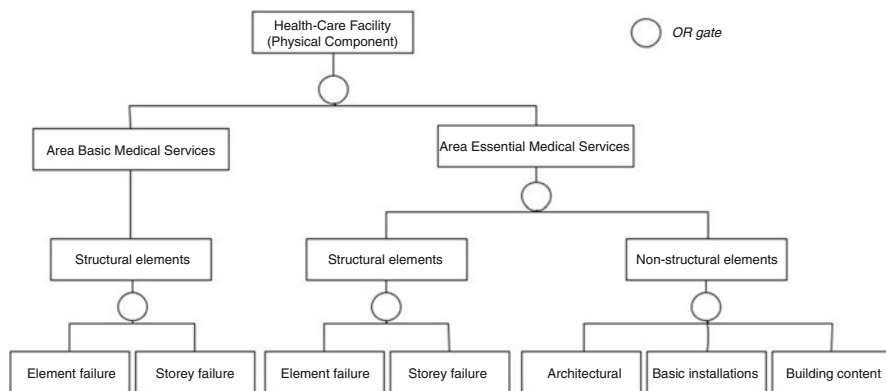 Health-Care Facility
(Physical Component)
OR gate
Area Basic Medical Services
Area Essential Medical Services
Structural elements
Structural elements
Non-structural elements
Element failure
Storey failure
Element failure
Storey failure
Architectural
Basic installations
Building content